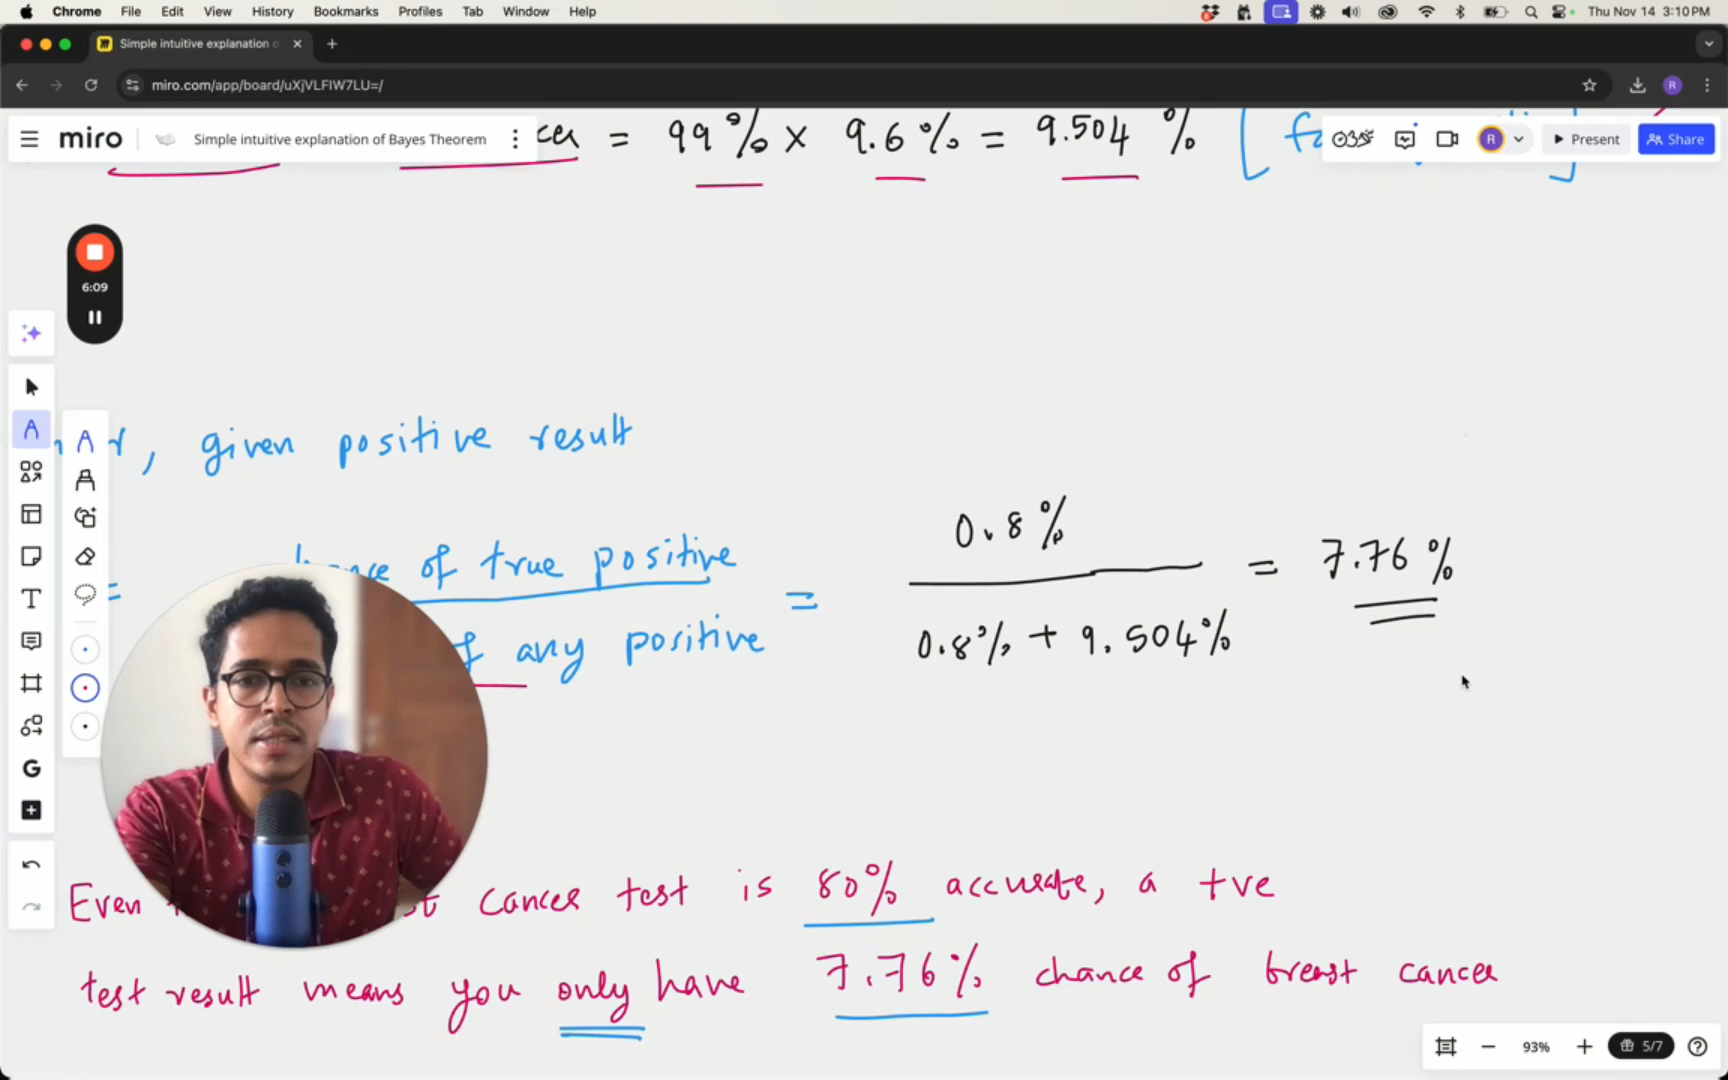 Chrome File Edit View History Bookmarks Profiles Tab Window Help Thu Nov 14 3:10 PM
Simple intuitive explanation o
miro.com/app/board/uXjVLFIW7LU=/
R
miro Simple intuitive explanation of Bayes Theorem
R Present Share
cer = 99% x 9.6% = 9.504 %
6:09
r, given positive result
= of true positive = 0.8% / 0.8% + 9.504% = 7.76%
any positive
Even cancer test is 80% accurate, a +ve
test result means you only have 7.76% chance of breast cancer
93% 5/7